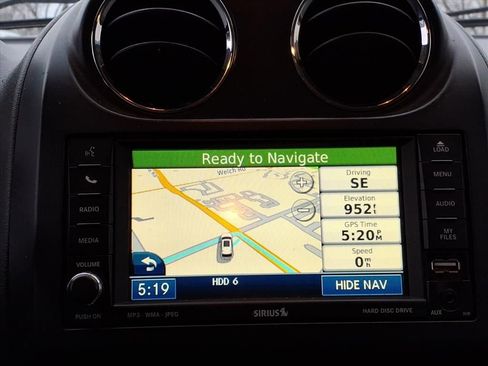 Ready to Navigate
Welch Rd
Driving
SE
Elevation
952ft
GPS Time
5:20PM
Speed
0mh
5:19
HDD 6
HIDE NAV
RADIO
MEDIA
VOLUME
PUSH ON
LOAD
MENU
AUDIO
MY
FILES
AUX
MP3 - WMA - JPEG
SIRIUS
HARD DISC DRIVE